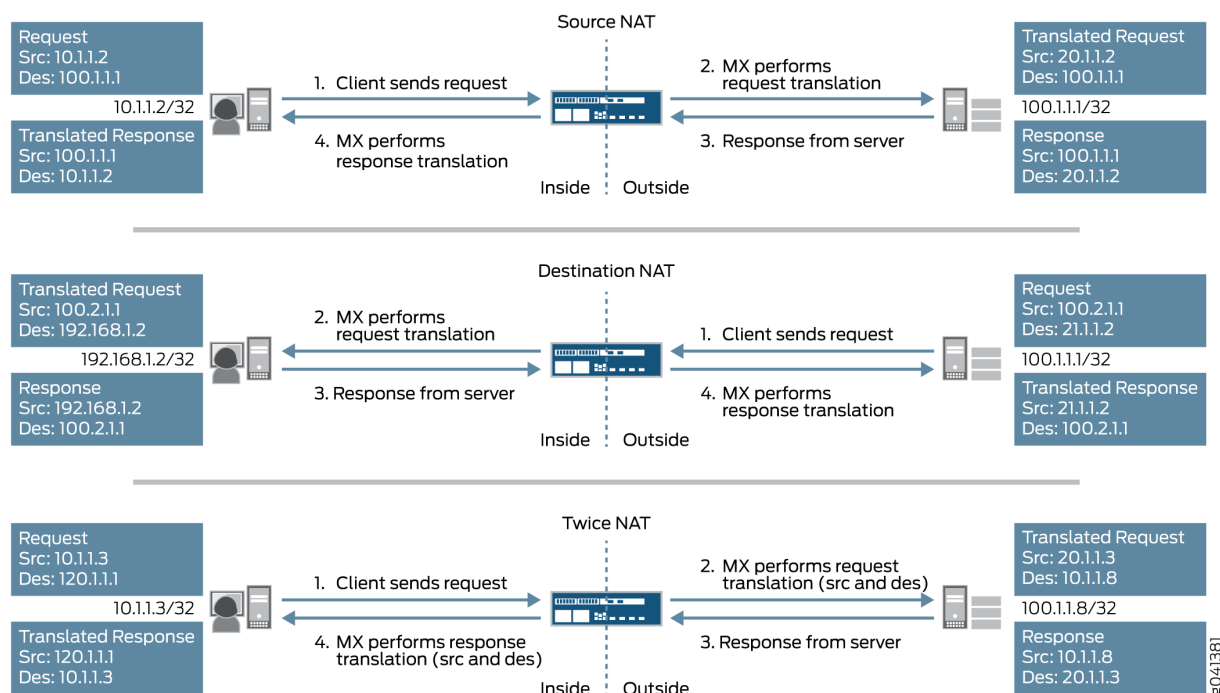 Source NAT
Request
Src: 10.1.1.2
Des: 100.1.1.1
10.1.1.2/32
Translated Response
Src: 100.1.1.1
Des: 10.1.1.2
1. Client sends request
4. MX performs
response translation
2. MX performs
request translation
3. Response from server
Inside
Outside
Translated Request
Src: 20.1.1.2
Des: 100.1.1.1
100.1.1.1/32
Response
Src: 100.1.1.1
Des: 20.1.1.2
Destination NAT
Translated Request
Src: 100.2.1.1
Des: 192.168.1.2
192.168.1.2/32
Response
Src: 192.168.1.2
Des: 100.2.1.1
2. MX performs
request translation
3. Response from server
1. Client sends request
4. MX performs
response translation
Inside
Outside
Request
Src: 100.2.1.1
Des: 21.1.1.2
100.1.1.1/32
Translated Response
Src: 21.1.1.2
Des: 100.2.1.1
Twice NAT
Request
Src: 10.1.1.3
Des: 120.1.1.1
10.1.1.3/32
Translated Response
Src: 120.1.1.1
Des: 10.1.1.3
1. Client sends request
4. MX performs response
translation (src and des)
2. MX performs request
translation (src and des)
3. Response from server
Inside
Outside
Translated Request
Src: 20.1.1.3
Des: 10.1.1.8
100.1.1.8/32
Response
Src: 10.1.1.8
Des: 20.1.1.3
g041381